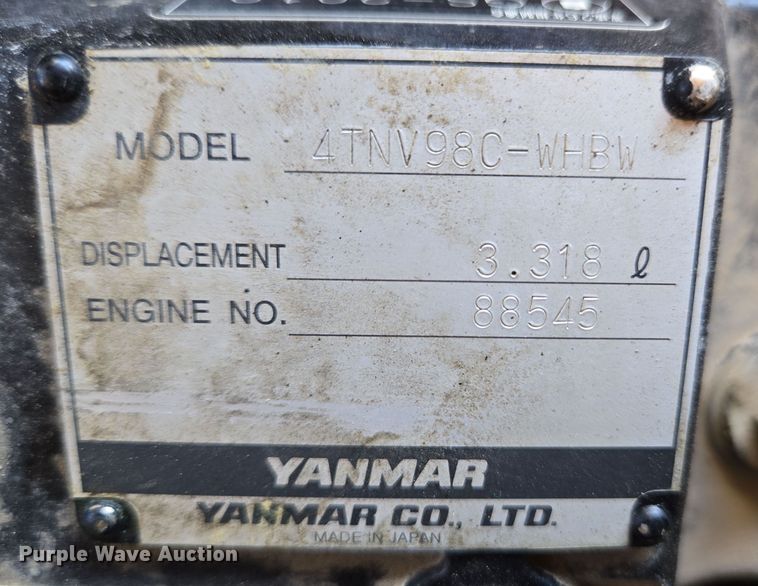 MODEL 4TNV98C-WHBW
DISPLACEMENT 3.318 ℓ
ENGINE NO. 88545
YANMAR
YANMAR CO., LTD.
MADE IN JAPAN
Purple Wave Auction